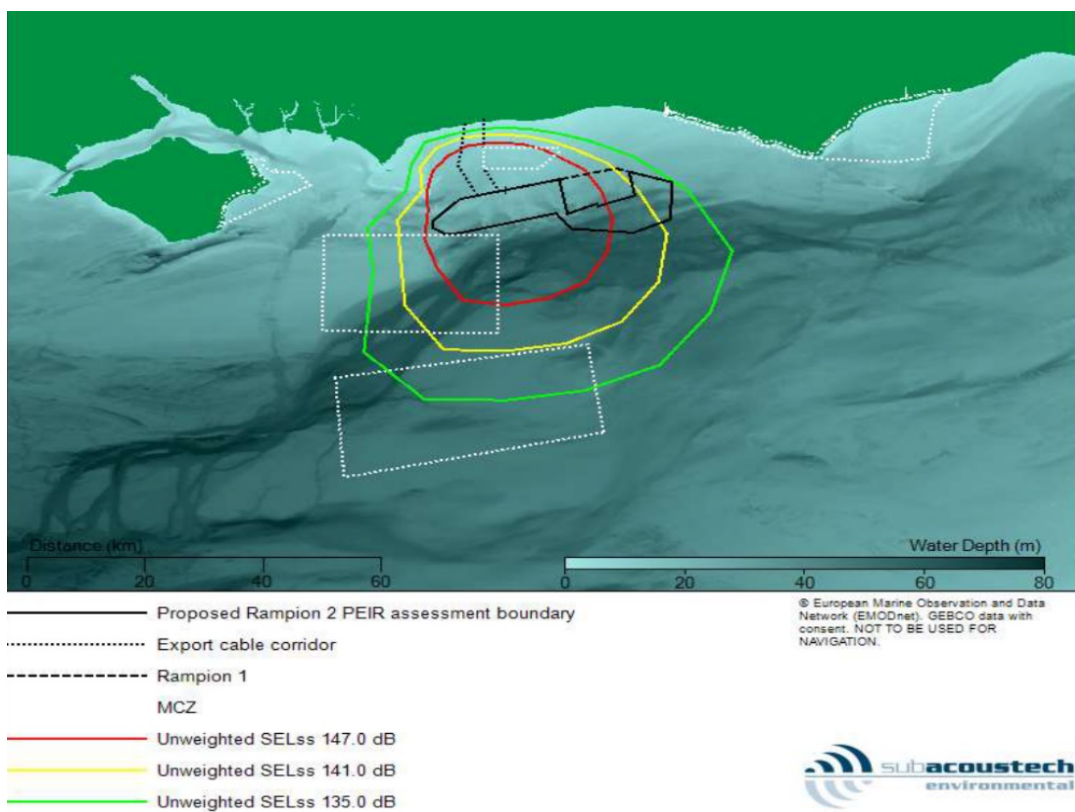 Distance (km)
0 20 40 60
Water Depth (m)
0 20 40 60 80
Proposed Rampion 2 PEIR assessment boundary
Export cable corridor
Rampion 1
MCZ
Unweighted SELss 147.0 dB
Unweighted SELss 141.0 dB
Unweighted SELss 135.0 dB
© European Marine Observation and Data
Network (EMODnet). GEBCO data with
consent. NOT TO BE USED FOR
NAVIGATION.
subacoustech
environmental